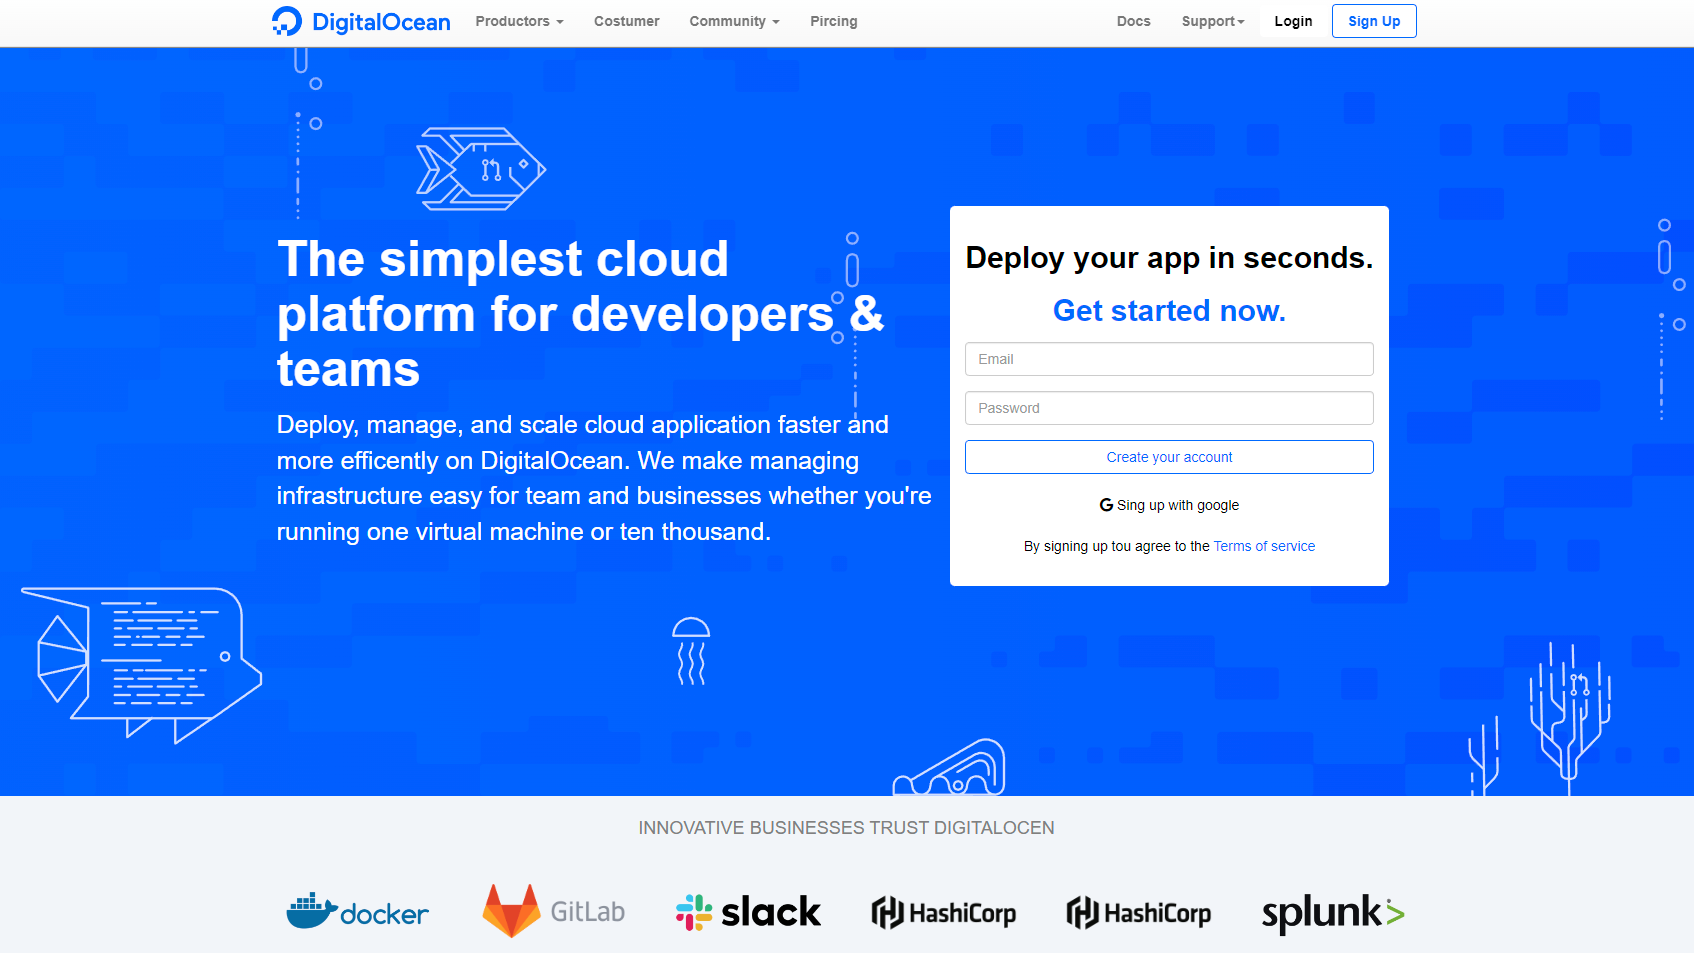 DigitalOcean Productors Costumer Community Pircing Docs Support Login Sign Up
The simplest cloud
platform for developers &
teams
Deploy, manage, and scale cloud application faster and
more efficently on DigitalOcean. We make managing
infrastructure easy for team and businesses whether you're
running one virtual machine or ten thousand.
Deploy your app in seconds.
Get started now.
Email
Password
Create your account
Sing up with google
By signing up tou agree to the Terms of service
INNOVATIVE BUSINESSES TRUST DIGITALOCEN
docker GitLab slack HashiCorp HashiCorp splunk>